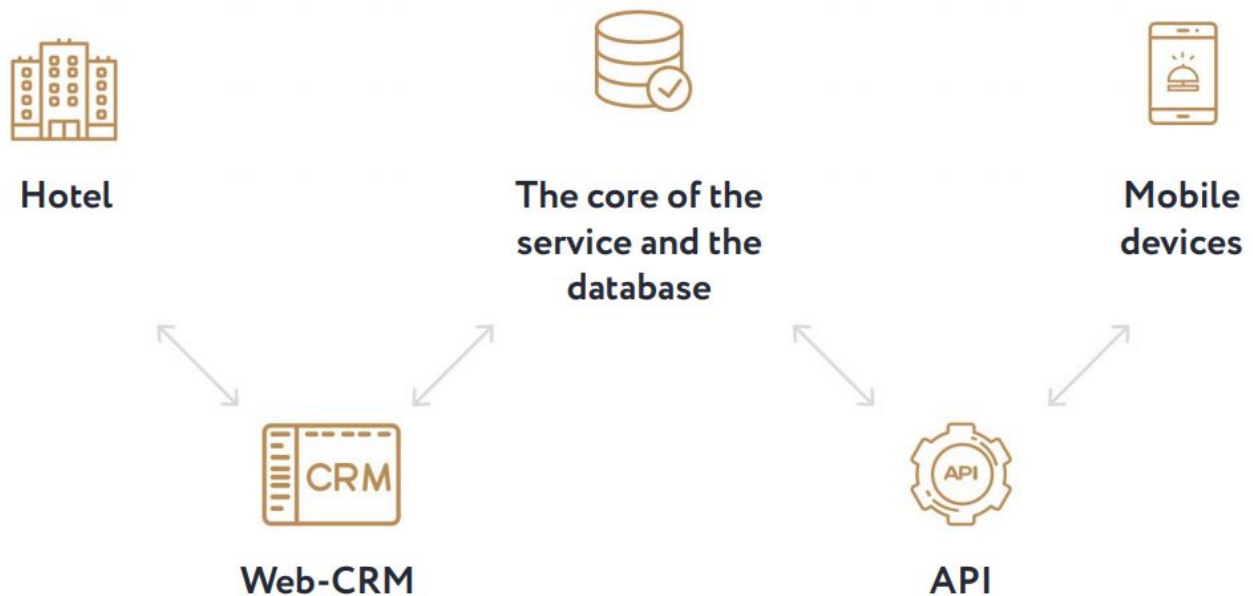 Hotel
The core of the
service and the
database
Mobile
devices
CRM
Web-CRM
API
API